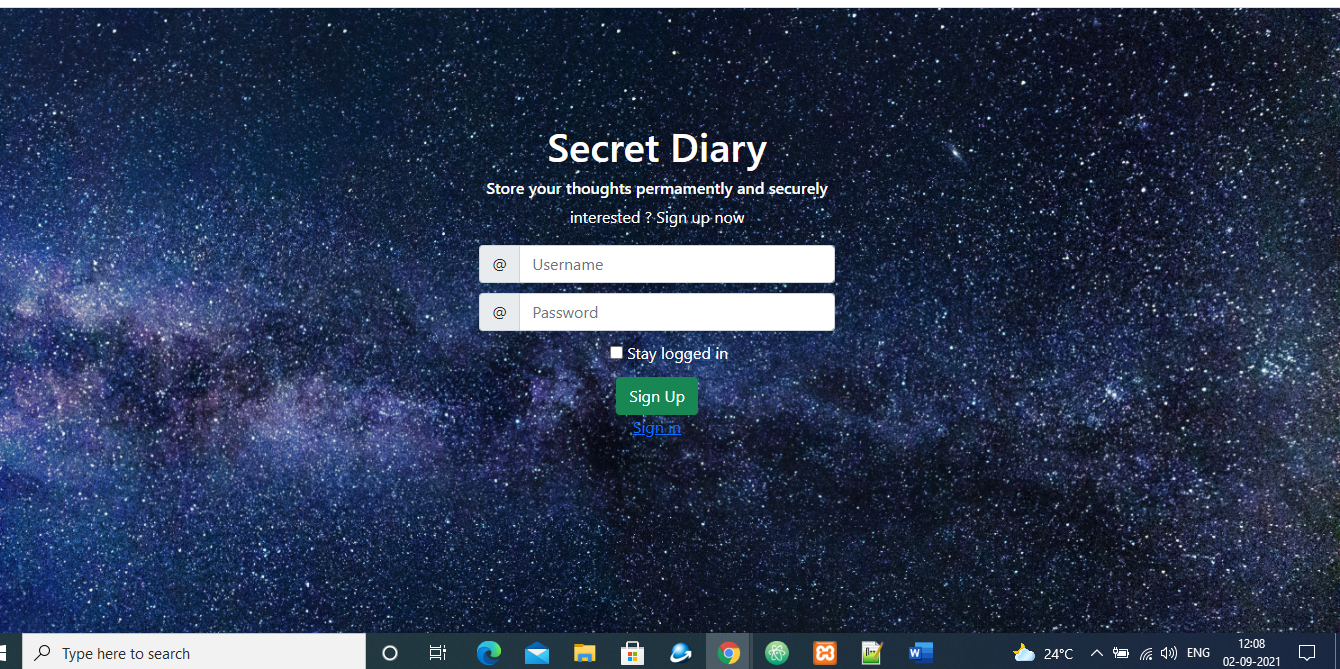 Secret Diary
Store your thoughts permamently and securely
interested ? Sign up now
@ Username
@ Password
Stay logged in
Sign Up
Sign in
Type here to search
24°C
ENG
12:08
02-09-2021